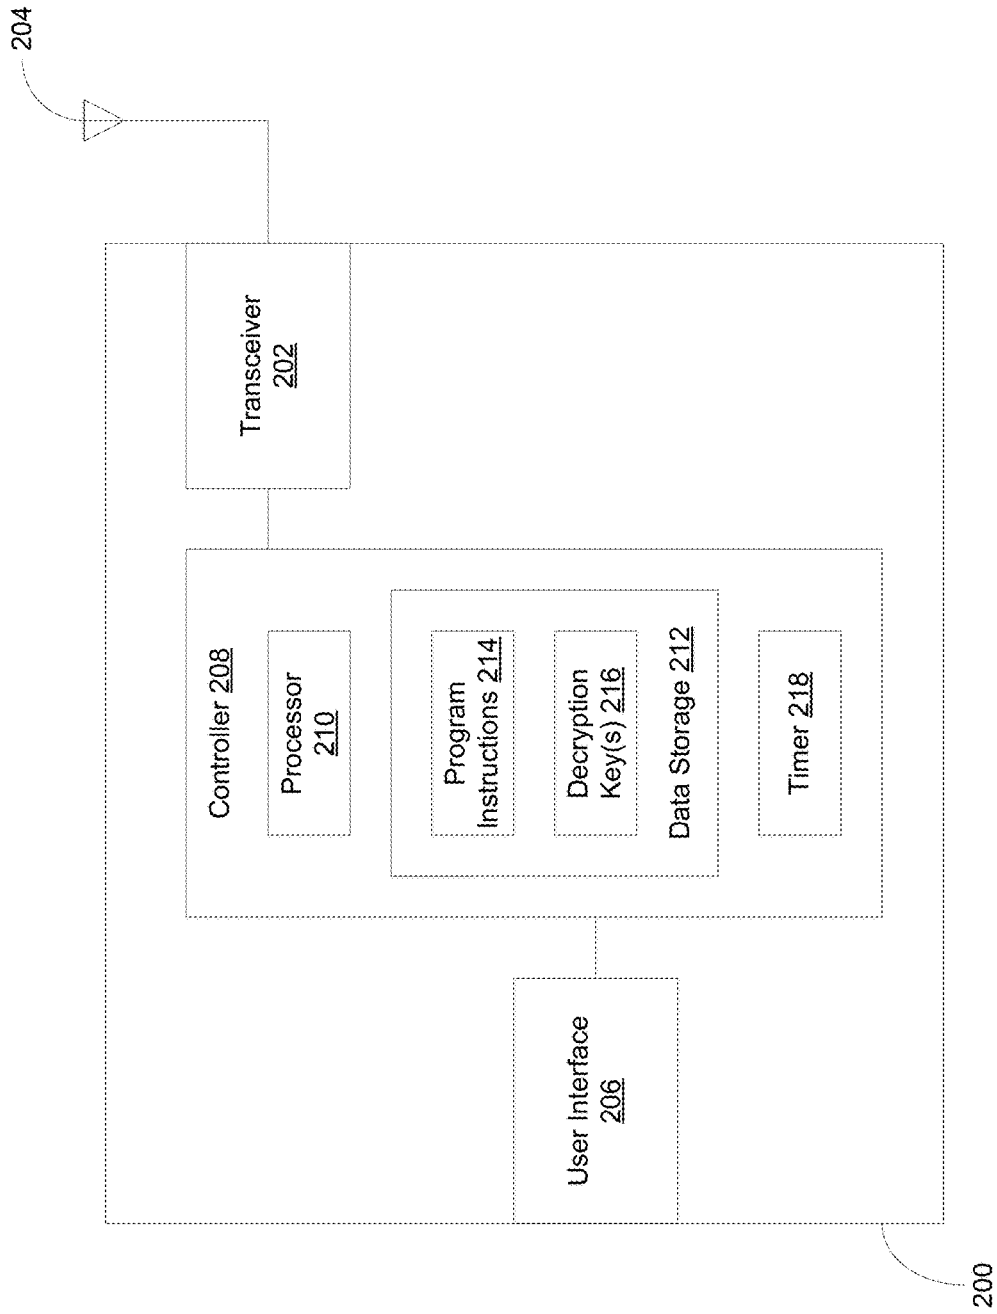 204
Transceiver
202
Controller 208
Processor
210
Program
Instructions 214
Decryption
Key(s) 216
Data Storage 212
Timer 218
User Interface
206
200